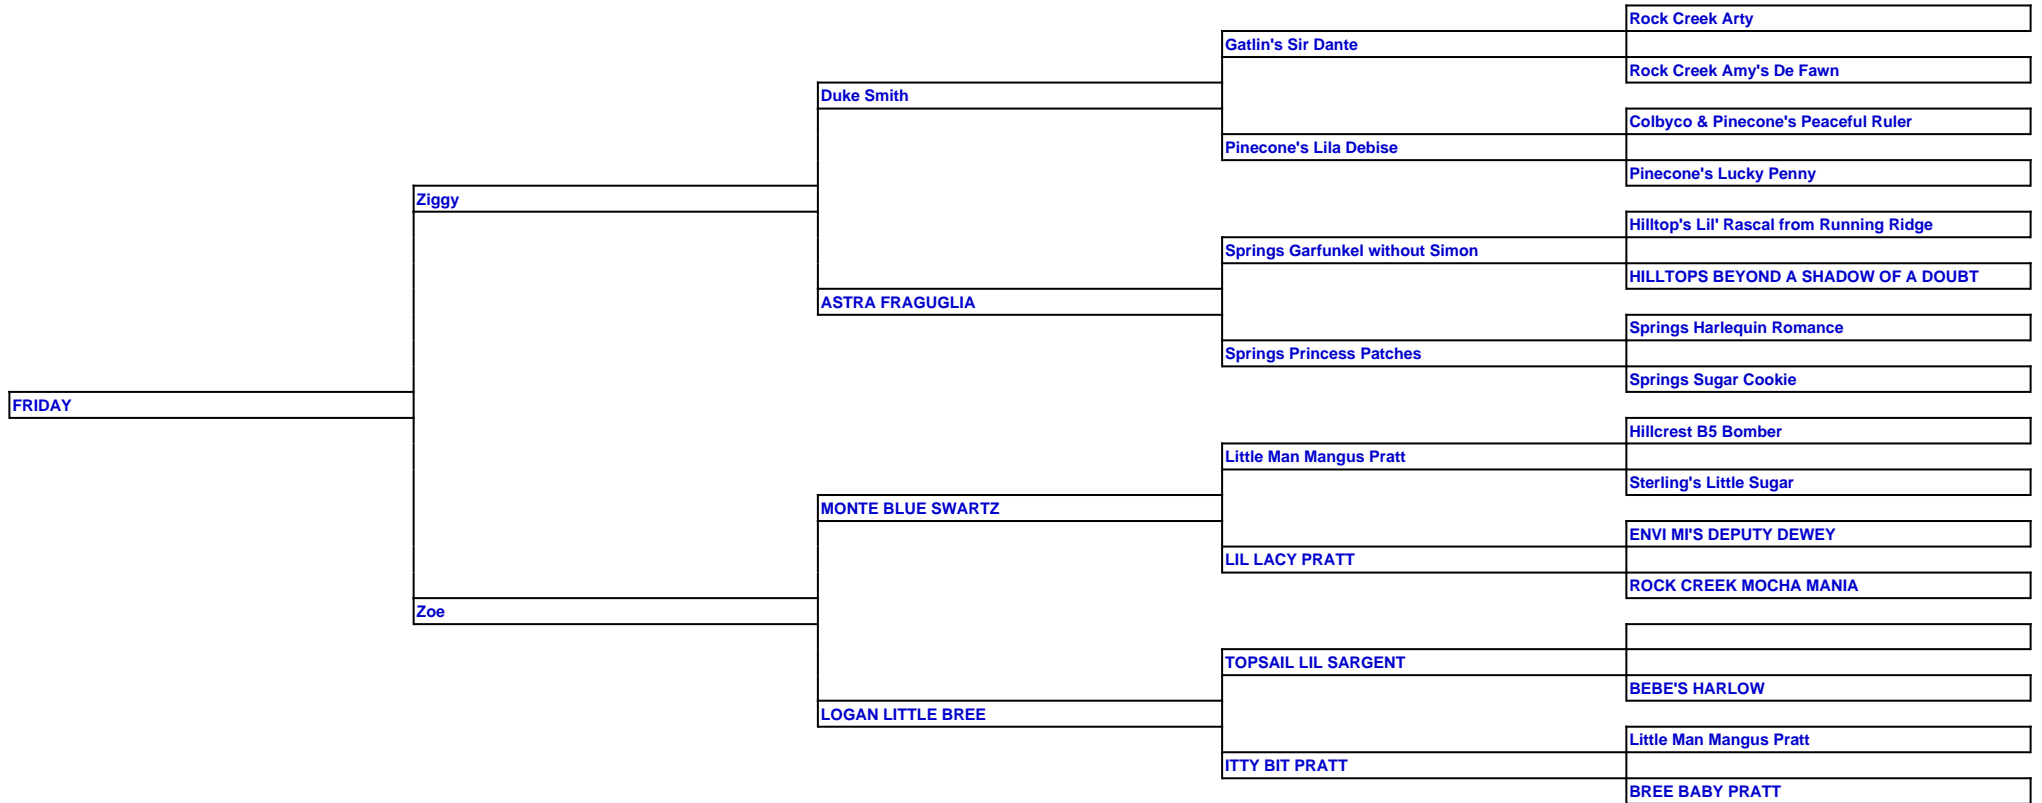 Rock Creek Arty
Gatlin's Sir Dante
Rock Creek Amy's De Fawn
Duke Smith
Colbyco & Pinecone's Peaceful Ruler
Pinecone's Lila Debise
Pinecone's Lucky Penny
Ziggy
Hilltop's Lil' Rascal from Running Ridge
Springs Garfunkel without Simon
HILLTOPS BEYOND A SHADOW OF A DOUBT
ASTRA FRAGUGLIA
Springs Harlequin Romance
Springs Princess Patches
Springs Sugar Cookie
FRIDAY
Hillcrest B5 Bomber
Little Man Mangus Pratt
Sterling's Little Sugar
MONTE BLUE SWARTZ
ENVI MI'S DEPUTY DEWEY
LIL LACY PRATT
ROCK CREEK MOCHA MANIA
Zoe
TOPSAIL LIL SARGENT
BEBE'S HARLOW
LOGAN LITTLE BREE
Little Man Mangus Pratt
ITTY BIT PRATT
BREE BABY PRATT